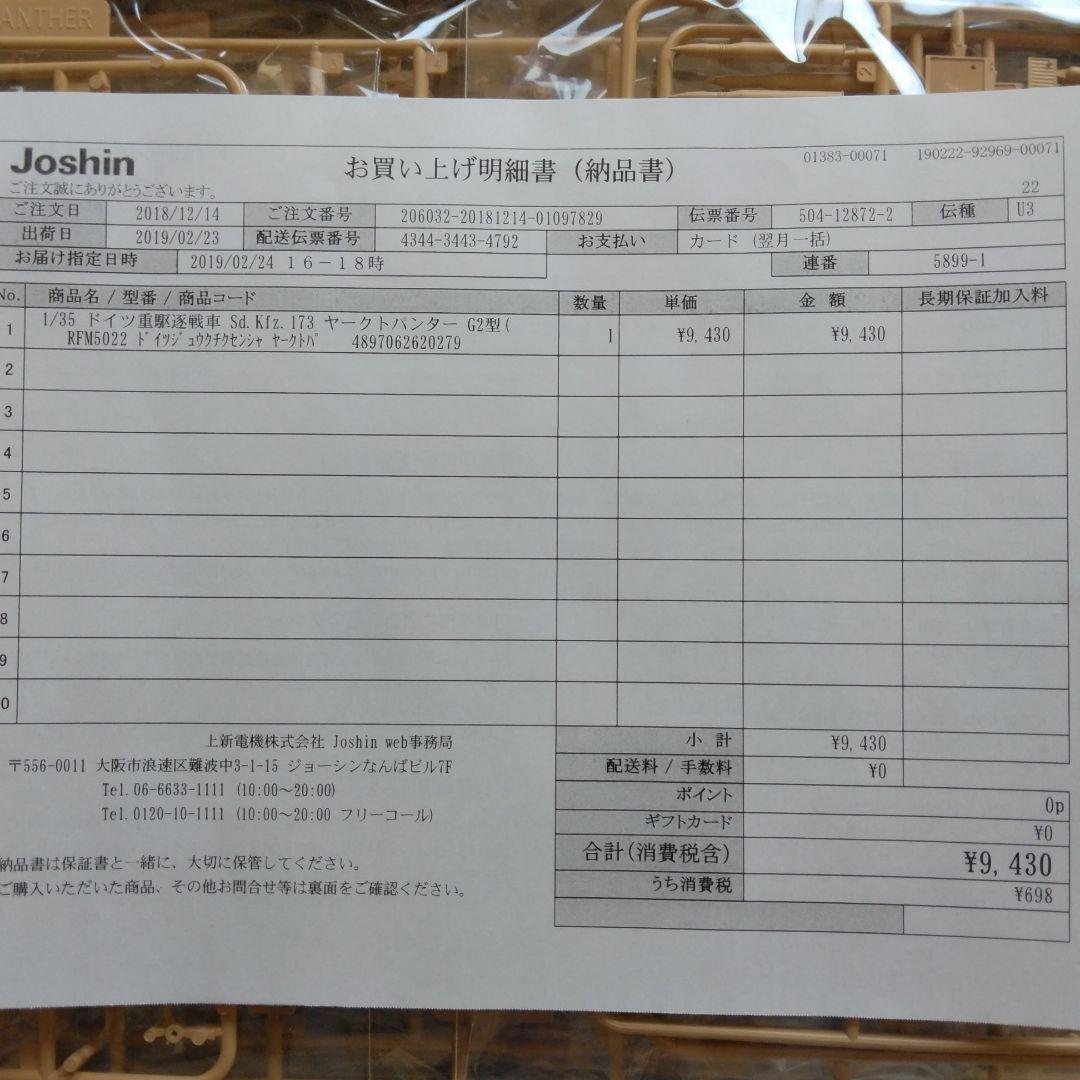 ANTHER
2
Joshin
お買い上げ明細書（納品書）
01383-00071 190222-92969-00071
ご注文誠にありがとうございます。
22
ご注文日 2018/12/14 ご注文番号 206032-20181214-01097829 伝票番号 504-12872-2 伝種 U3
出荷日 2019/02/23 配送伝票番号 4344-3443-4792 お支払い カード（翌月一括）
お届け指定日時 2019/02/24 １６－１８時 連番 5899-1
No. 商品名 / 型番 / 商品コード 数量 単価 金額 長期保証加入料
1 1/35 ドイツ重駆逐戦車 Sd.Kfz.173 ヤークトパンター G2型( 1 ¥9,430 ¥9,430
RFM5022 ﾄﾞｲﾂｼﾞｭｳｸﾁｸｾﾝｼｬ ﾔｰｸﾄﾊﾟ 4897062620279
2
3
4
5
6
7
8
9
0
上新電機株式会社 Joshin web事務局
〒556-0011 大阪市浪速区難波中3-1-15 ジョーシンなんばビル7F
Tel.06-6633-1111 (10:00～20:00)
Tel.0120-10-1111 (10:00～20:00 フリーコール)
納品書は保証書と一緒に、大切に保管してください。
ご購入いただいた商品、その他お問合せ等は裏面をご確認ください。
小計 ¥9,430
配送料 / 手数料 ¥0
ポイント 0p
ギフトカード ¥0
合計(消費税含) ¥9,430
うち消費税 ¥698